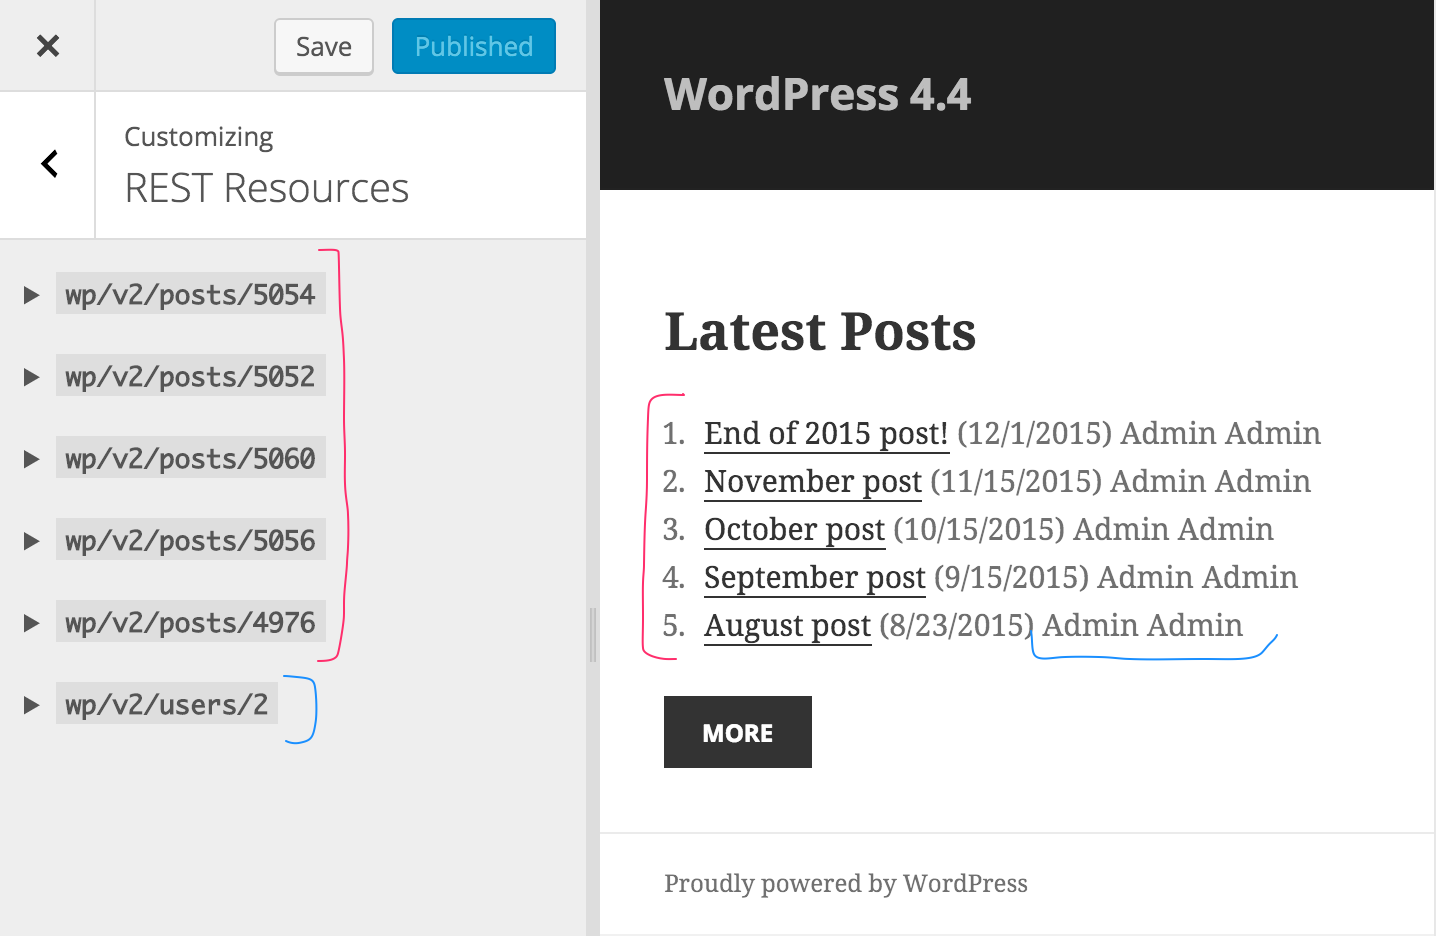 Save
Published
Customizing
REST Resources
wp/v2/posts/5054
wp/v2/posts/5052
wp/v2/posts/5060
wp/v2/posts/5056
wp/v2/posts/4976
wp/v2/users/2
WordPress 4.4
Latest Posts
1. End of 2015 post! (12/1/2015) Admin Admin
2. November post (11/15/2015) Admin Admin
3. October post (10/15/2015) Admin Admin
4. September post (9/15/2015) Admin Admin
5. August post (8/23/2015) Admin Admin
MORE
Proudly powered by WordPress